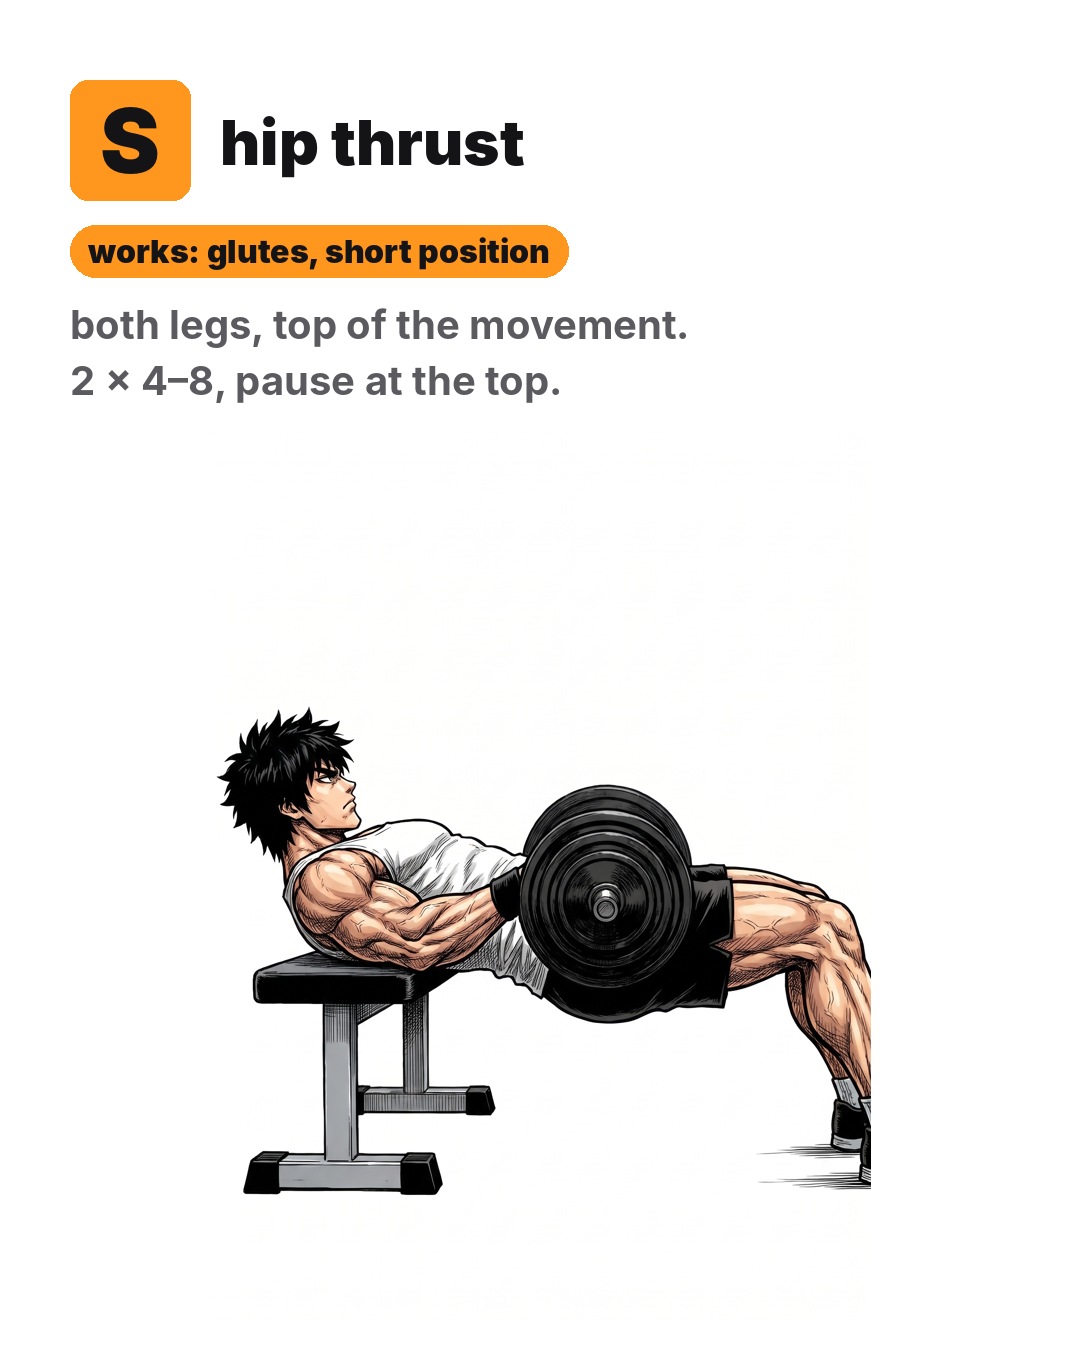 S hip thrust
works: glutes, short position
both legs, top of the movement.
2 × 4–8, pause at the top.